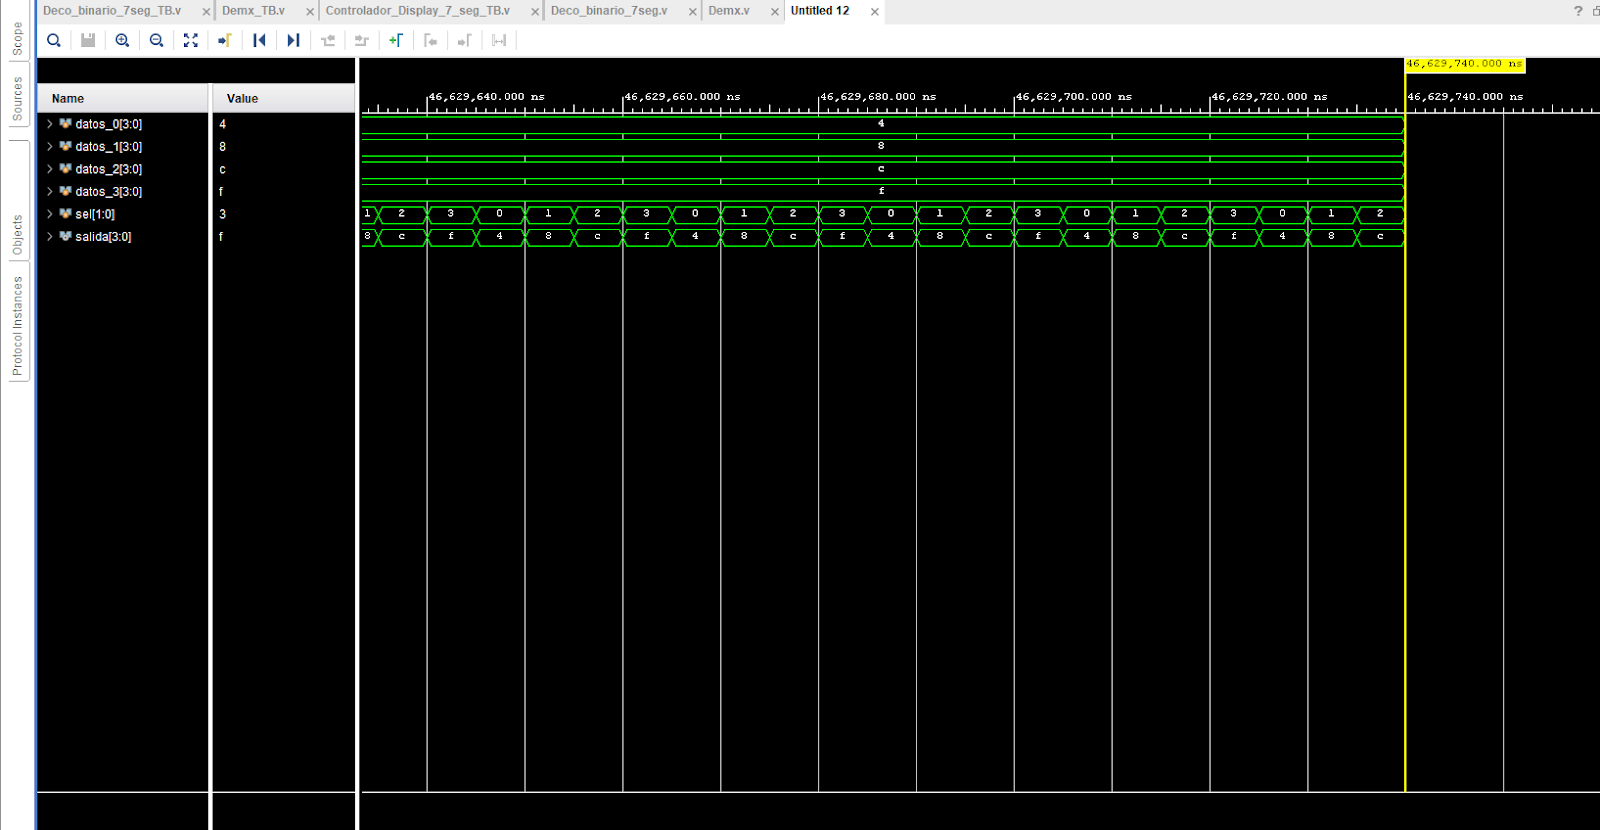 Deco_binario_7seg_TB.v Demx_TB.v Controlador_Display_7_seg_TB.v Deco_binario_7seg.v Demx.v Untitled 12
Scope
Sources
Objects
Protocol Instances
46,629,740.000 ns
Name Value
46,629,640.000 ns 46,629,660.000 ns 46,629,680.000 ns 46,629,700.000 ns 46,629,720.000 ns 46,629,740.000 ns
datos_0[3:0] 4 4
datos_1[3:0] 8 8
datos_2[3:0] c c
datos_3[3:0] f f
sel[1:0] 3 1 2 3 0 1 2 3 0 1 2 3 0 1 2 3 0 1 2 3 0 1 2
salida[3:0] f 8 c f 4 8 c f 4 8 c f 4 8 c f 4 8 c f 4 8 c